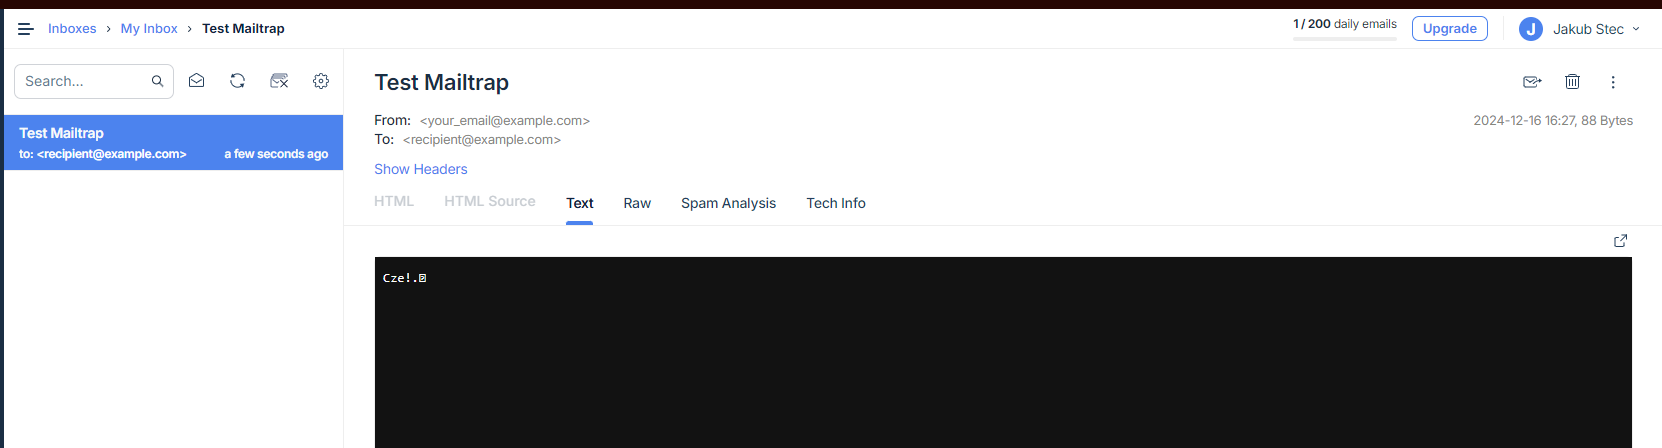 Inboxes › My Inbox › Test Mailtrap
1 / 200 daily emails
Upgrade
J Jakub Stec
Search...
Test Mailtrap
to: <recipient@example.com> a few seconds ago
Test Mailtrap
From: <your_email@example.com>
2024-12-16 16:27, 88 Bytes
To: <recipient@example.com>
Show Headers
HTML HTML Source Text Raw Spam Analysis Tech Info
Cze!.